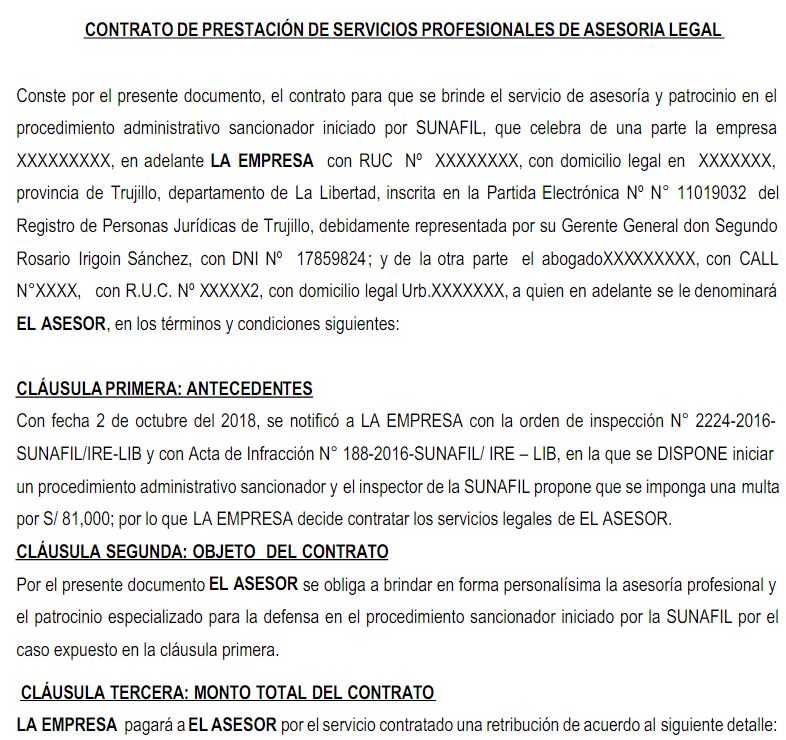 CONTRATO DE PRESTACIÓN DE SERVICIOS PROFESIONALES DE ASESORIA LEGAL
Conste por el presente documento, el contrato para que se brinde el servicio de asesoría y patrocinio en el
procedimiento administrativo sancionador iniciado por SUNAFIL, que celebra de una parte la empresa
XXXXXXXXX, en adelante LA EMPRESA con RUC Nº XXXXXXXX, con domicilio legal en XXXXXXX,
provincia de Trujillo, departamento de La Libertad, inscrita en la Partida Electrónica Nº N° 11019032 del
Registro de Personas Jurídicas de Trujillo, debidamente representada por su Gerente General don Segundo
Rosario Irigoin Sánchez, con DNI Nº 17859824; y de la otra parte el abogadoXXXXXXXXX, con CALL
N°XXXX, con R.U.C. Nº XXXXX2, con domicilio legal Urb.XXXXXXX, a quien en adelante se le denominará
EL ASESOR, en los términos y condiciones siguientes:
CLÁUSULA PRIMERA: ANTECEDENTES
Con fecha 2 de octubre del 2018, se notificó a LA EMPRESA con la orden de inspección N° 2224-2016-
SUNAFIL/IRE-LIB y con Acta de Infracción N° 188-2016-SUNAFIL/ IRE – LIB, en la que se DISPONE iniciar
un procedimiento administrativo sancionador y el inspector de la SUNAFIL propone que se imponga una multa
por S/ 81,000; por lo que LA EMPRESA decide contratar los servicios legales de EL ASESOR.
CLÁUSULA SEGUNDA: OBJETO DEL CONTRATO
Por el presente documento EL ASESOR se obliga a brindar en forma personalísima la asesoría profesional y
el patrocinio especializado para la defensa en el procedimiento sancionador iniciado por la SUNAFIL por el
caso expuesto en la cláusula primera.
CLÁUSULA TERCERA: MONTO TOTAL DEL CONTRATO
LA EMPRESA pagará a EL ASESOR por el servicio contratado una retribución de acuerdo al siguiente detalle: